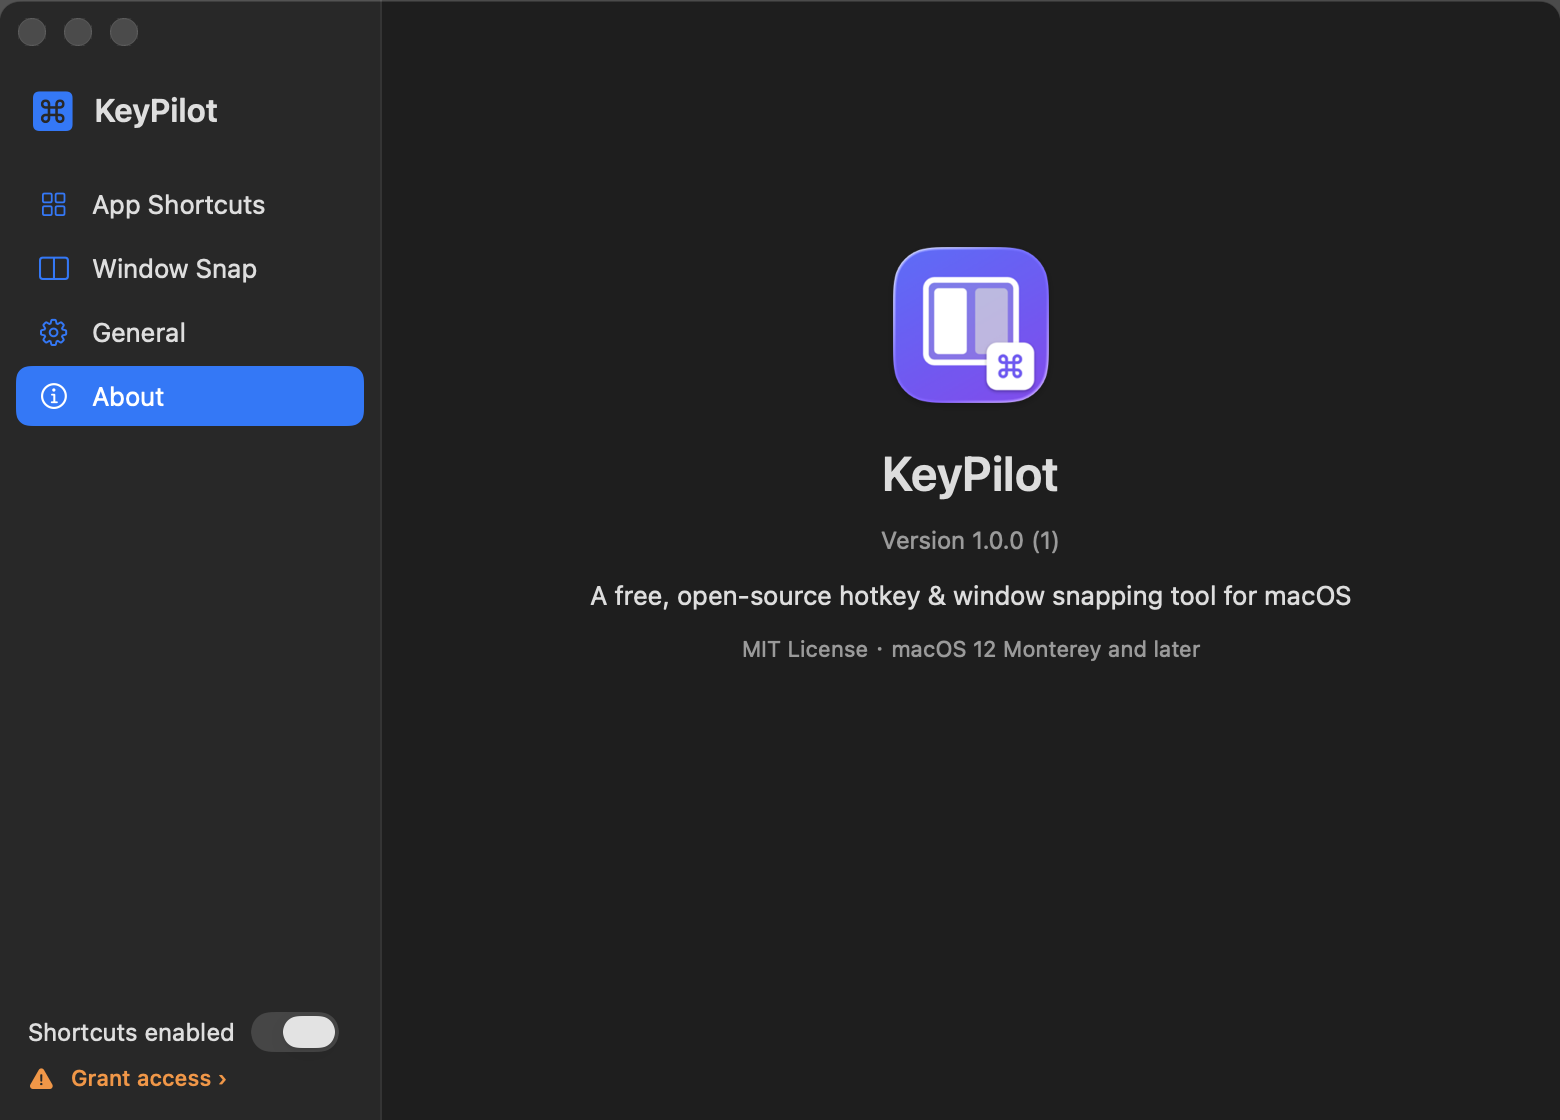 KeyPilot
App Shortcuts
Window Snap
General
About
Shortcuts enabled
Grant access ›
KeyPilot
Version 1.0.0 (1)
A free, open-source hotkey & window snapping tool for macOS
MIT License · macOS 12 Monterey and later